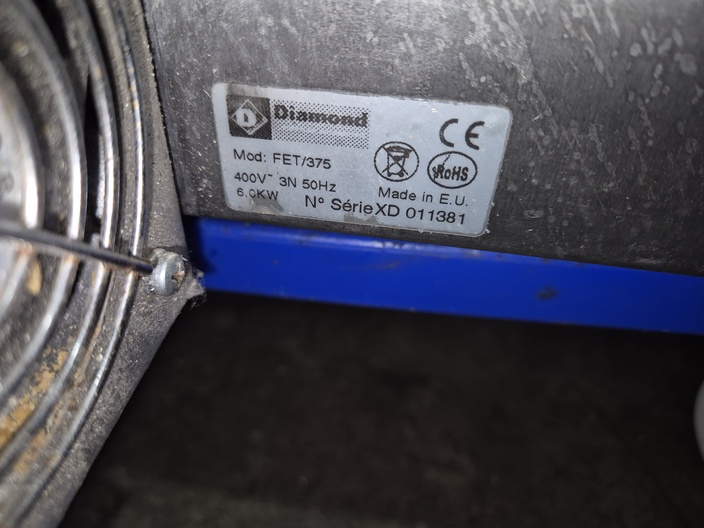 D
Diamond
CE
Mod: FET/375
RoHS
400V~ 3N 50Hz
Made in E.U.
6.0KW
N° Série XD 011381